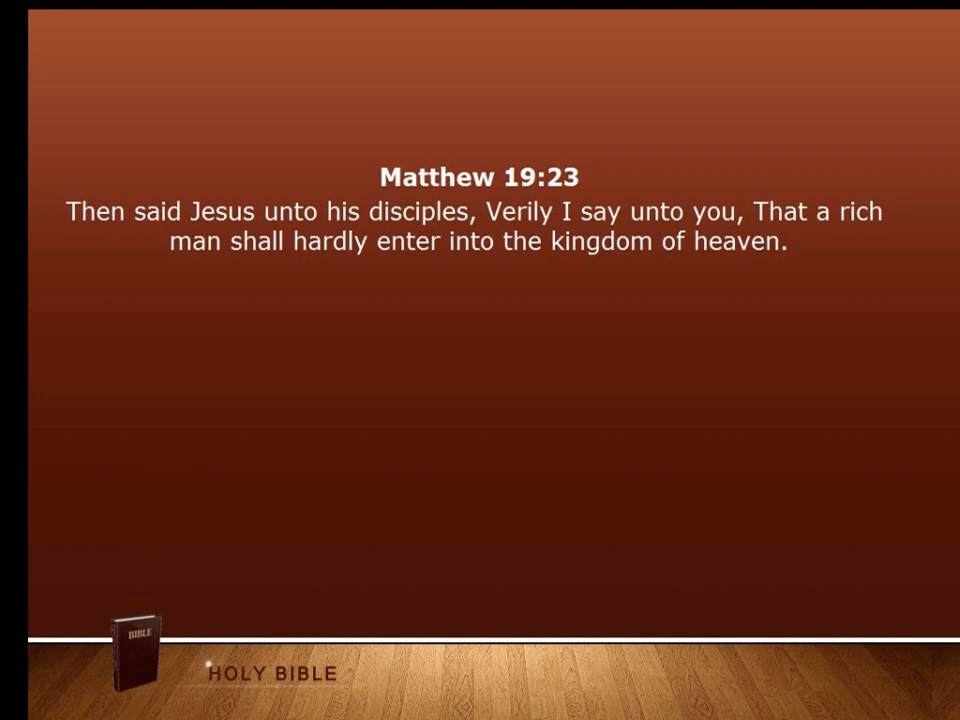 Matthew 19:23
Then said Jesus unto his disciples, Verily I say unto you, That a rich
man shall hardly enter into the kingdom of heaven.
BIBLE
HOLY BIBLE